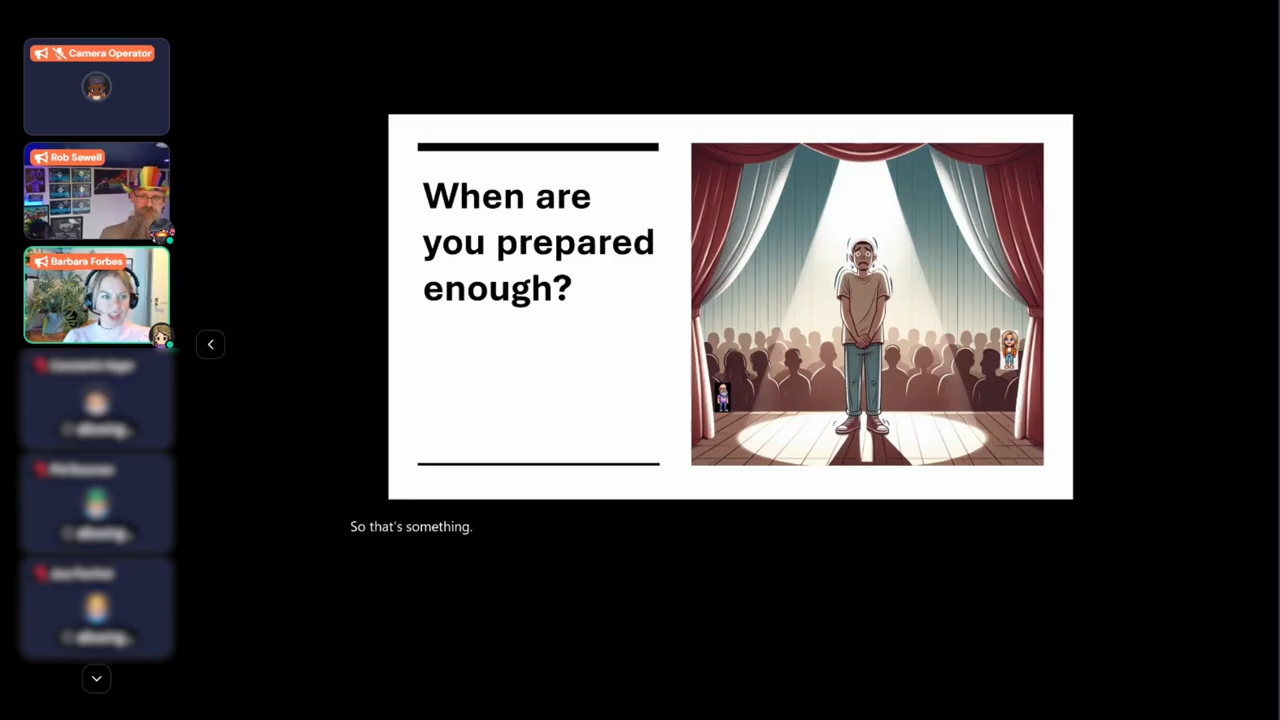 Camera Operator
Rob Sewell
Barbara Forbes
When are
you prepared
enough?
So that's something.